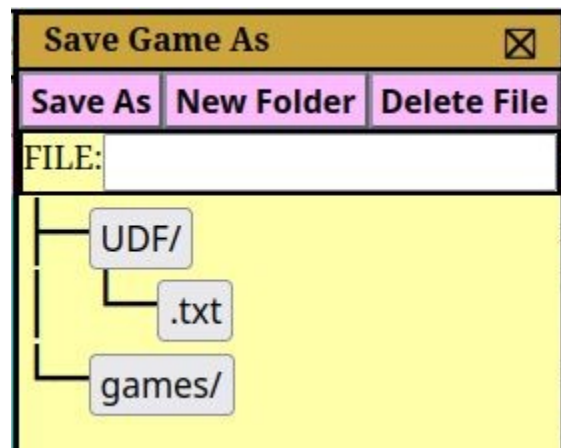 Save Game As
Save As New Folder Delete File
FILE:
UDF/
.txt
games/